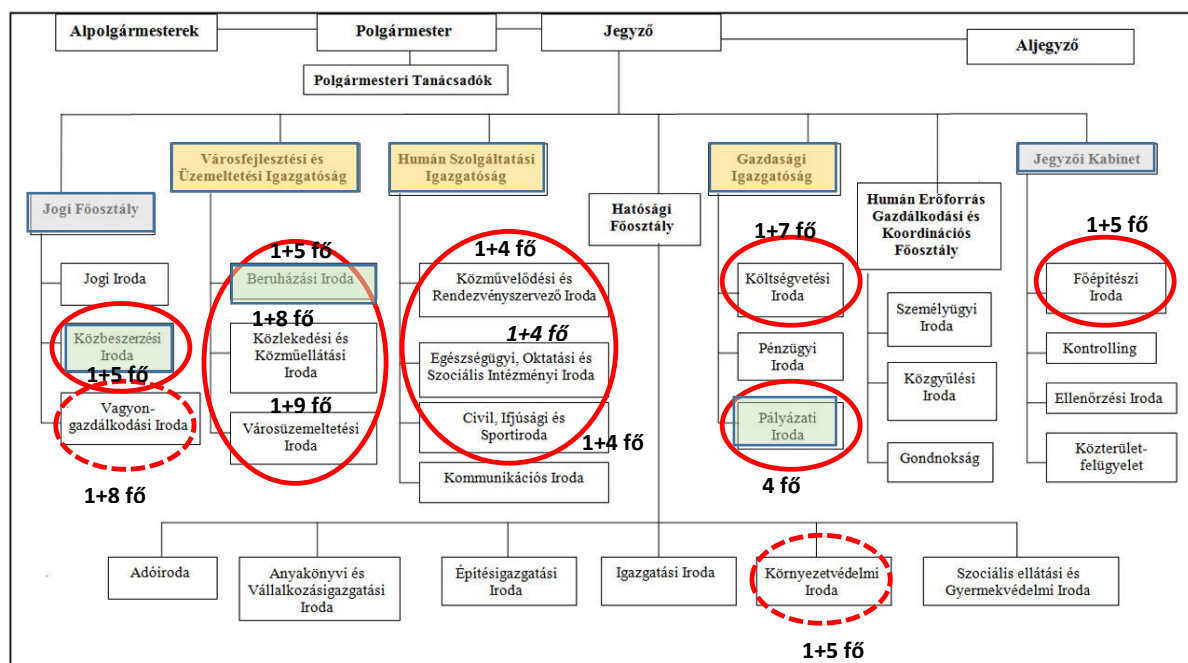 Alpolgármesterek
Polgármester
Jegyző
Aljegyző
Polgármesteri Tanácsadók
Jogi Főosztály
Jogi Iroda
Közbeszerzési
Iroda
1+5 fő
Vagyon-
gazdálkodási Iroda
1+8 fő
Városfejlesztési és
Üzemeltetési Igazgatóság
1+5 fő
Beruházási Iroda
1+8 fő
Közlekedési és
Közműellátási
Iroda
1+9 fő
Városüzemeltetési
Iroda
Humán Szolgáltatási
Igazgatóság
1+4 fő
Közművelődési és
Rendezvényszervező Iroda
1+4 fő
Egészségügyi, Oktatási és
Szociális Intézményi Iroda
Civil, Ifjúsági és
Sportiroda
1+4 fő
Kommunikációs Iroda
Hatósági
Főosztály
Gazdasági
Igazgatóság
1+7 fő
Költségvetési
Iroda
Pénzügyi
Iroda
Pályázati
Iroda
4 fő
Humán Erőforrás
Gazdálkodási és
Koordinációs
Főosztály
Személyügyi
Iroda
Közgyűlési
Iroda
Gondnokság
Jegyzői Kabinet
1+5 fő
Főépítészi
Iroda
Kontrolling
Ellenőrzési Iroda
Közterület-
felügyelet
Adóiroda
Anyakönyvi és
Vállalkozásigazgatási
Iroda
Építésigazgatási
Iroda
Igazgatási Iroda
Környezetvédelmi
Iroda
1+5 fő
Szociális ellátási és
Gyermekvédelmi Iroda